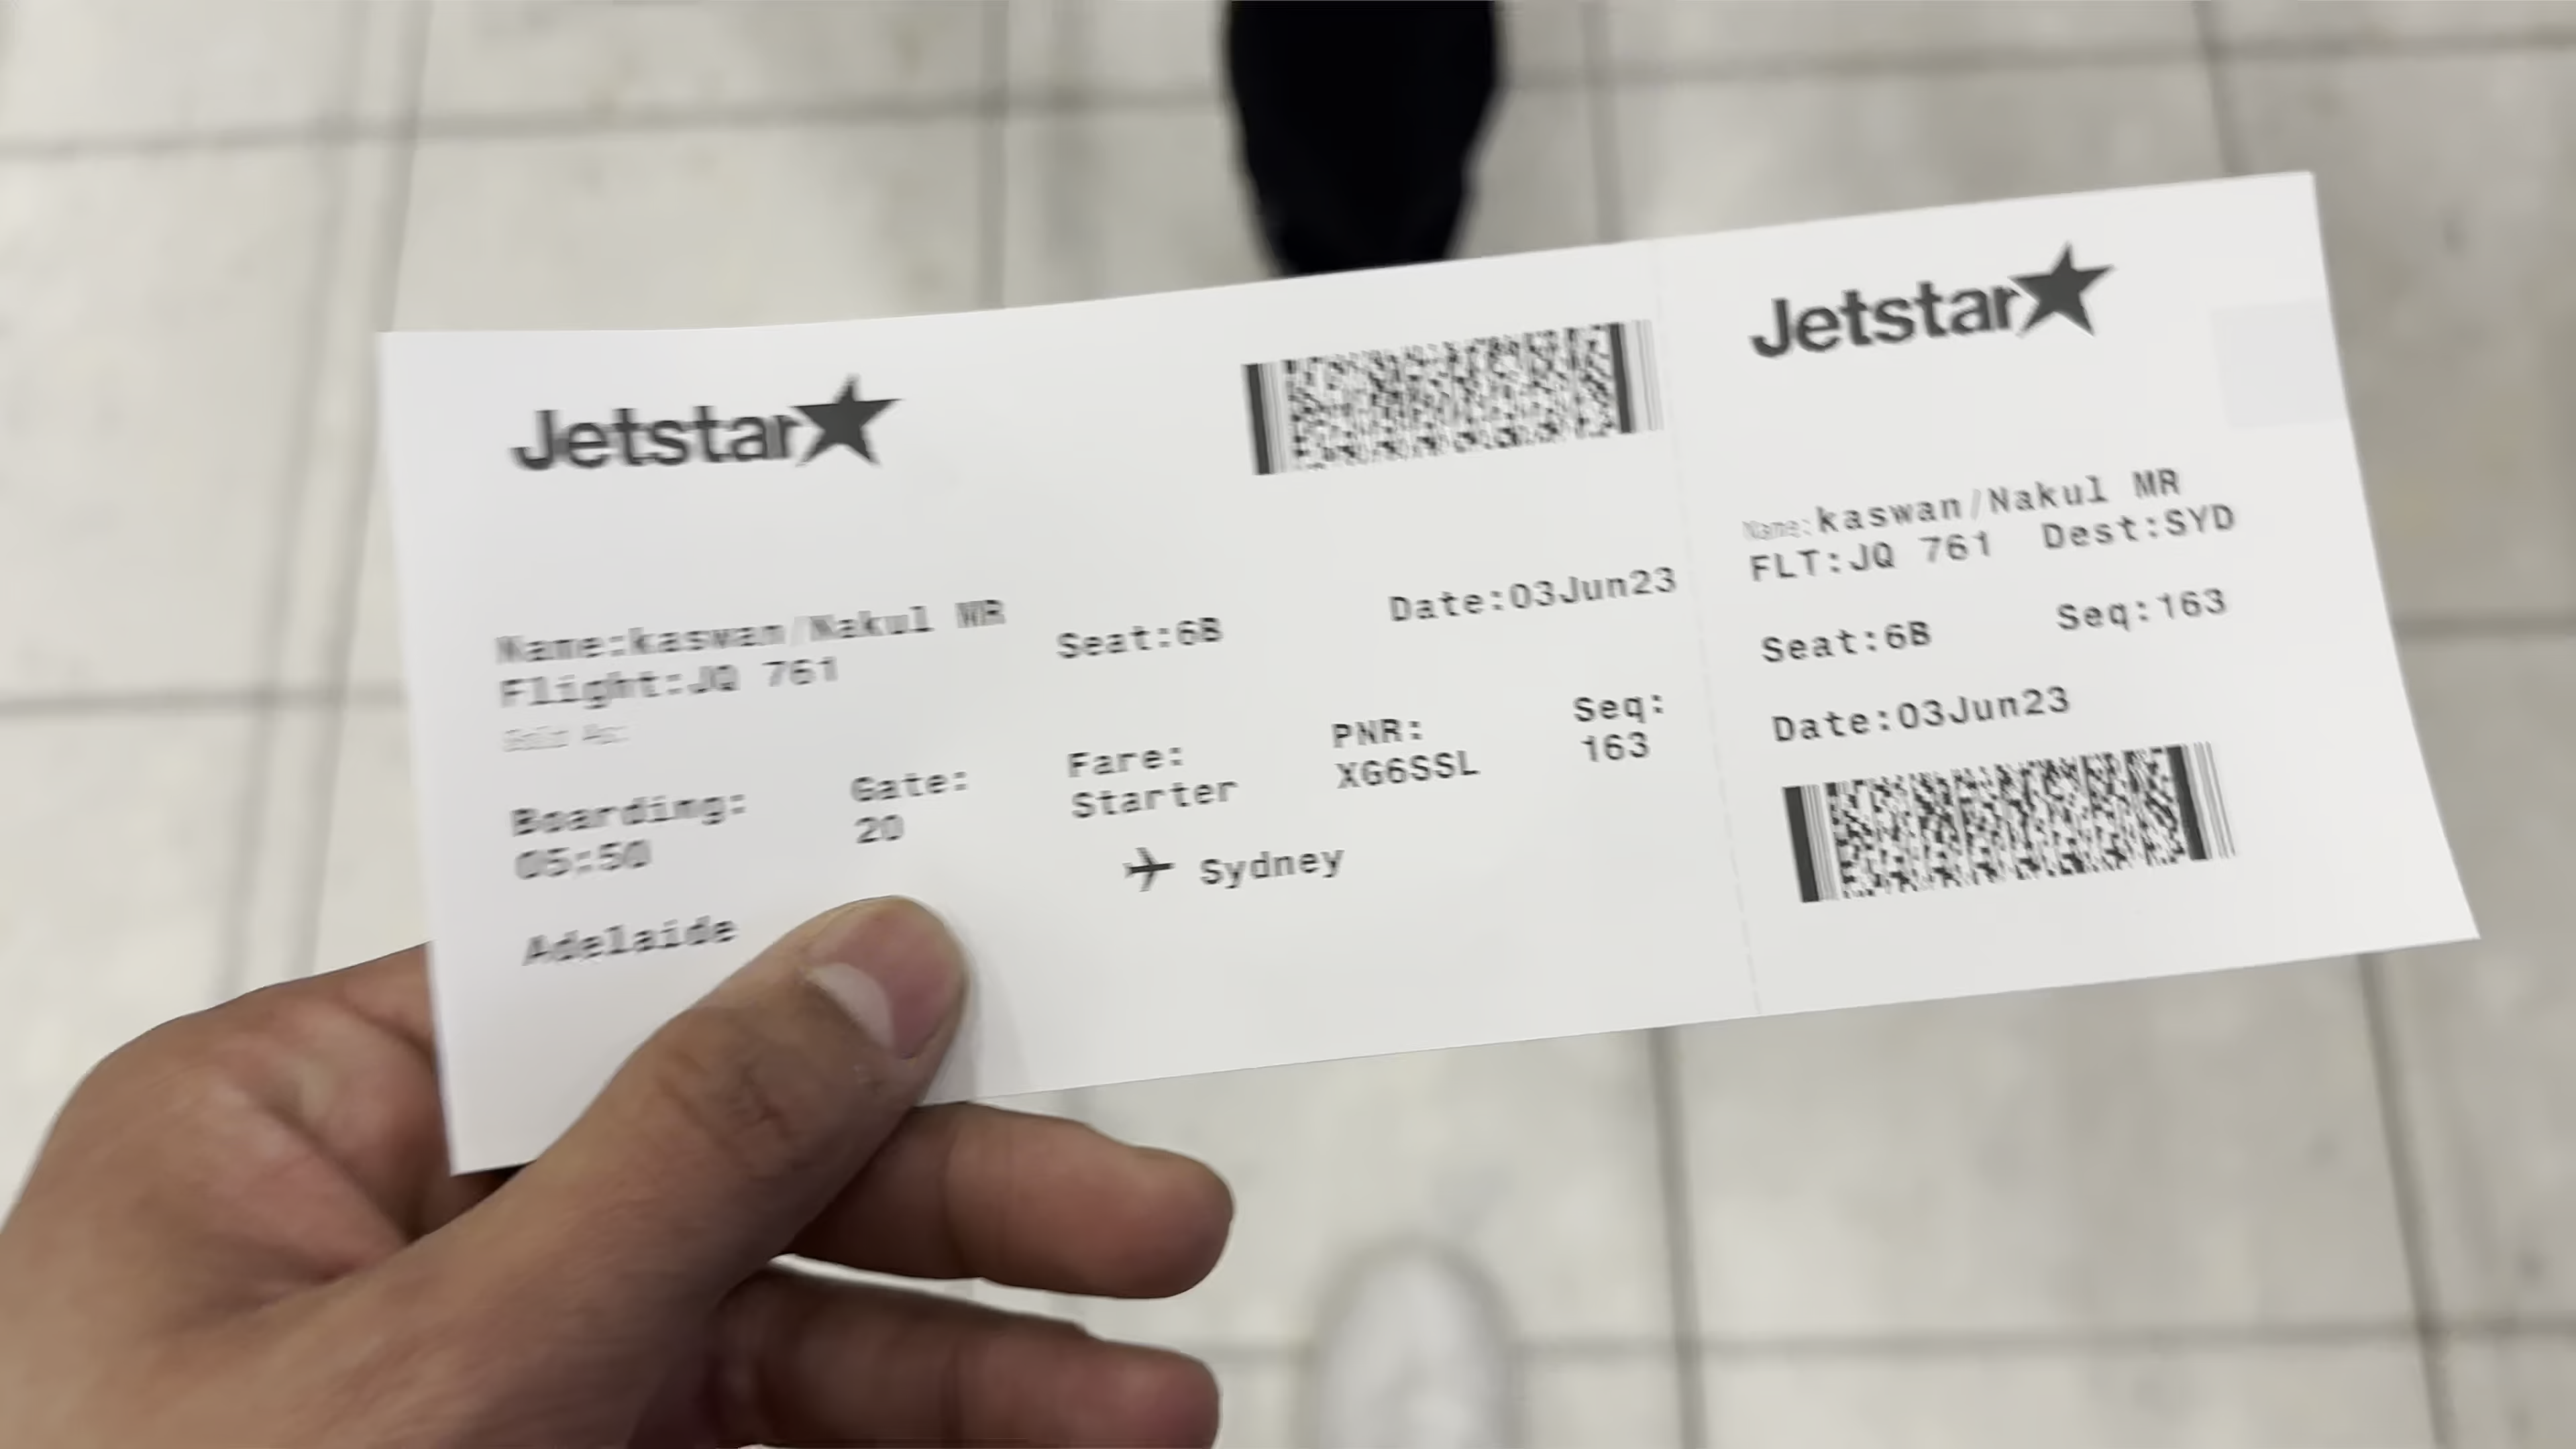 Jetstar
Name:kaswan/Nakul MR
Flight:JQ 761
Sold As:
Seat:6B
Date:03Jun23
Boarding:
05:50
Gate:
20
Fare:
Starter
PNR:
XG6SSL
Seq:
163
Adelaide
Sydney
Jetstar
Name:kaswan/Nakul MR
FLT:JQ 761 Dest:SYD
Seat:6B Seq:163
Date:03Jun23